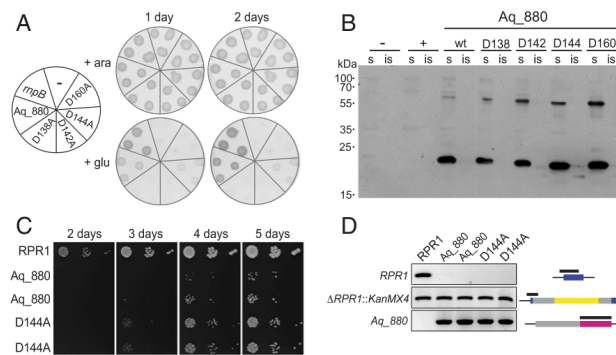 A
1 day
2 days
+ ara
+ glu
-
rnpB
D160A
Aq_880
D144A
D138A
D142A
B
Aq_880
- + wt D138 D142 D144 D160
s is s is s is s is s is s is s is
kDa
100
70
55
35
25
15
C
2 days 3 days 4 days 5 days
RPR1
Aq_880
Aq_880
D144A
D144A
D
RPR1 Aq_880 Aq_880 D144A D144A
RPR1
ΔRPR1::KanMX4
Aq_880